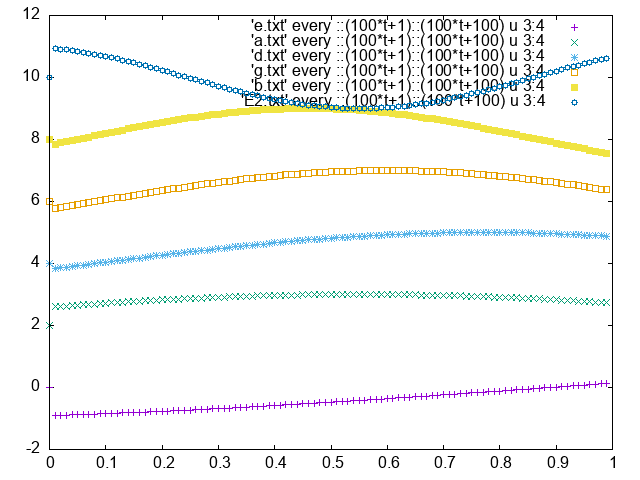 12
10
8
6
4
2
0
-2
'e.txt' every ::(100*t+1)::(100*t+100) u 3:4
'a.txt' every ::(100*t+1)::(100*t+100) u 3:4
'd.txt' every ::(100*t+1)::(100*t+100) u 3:4
'g.txt' every ::(100*t+1)::(100*t+100) u 3:4
'b.txt' every ::(100*t+1)::(100*t+100) u 3:4
'E2.txt' every ::(100*t+1)::(100*t+100) u 3:4
0 0.1 0.2 0.3 0.4 0.5 0.6 0.7 0.8 0.9 1